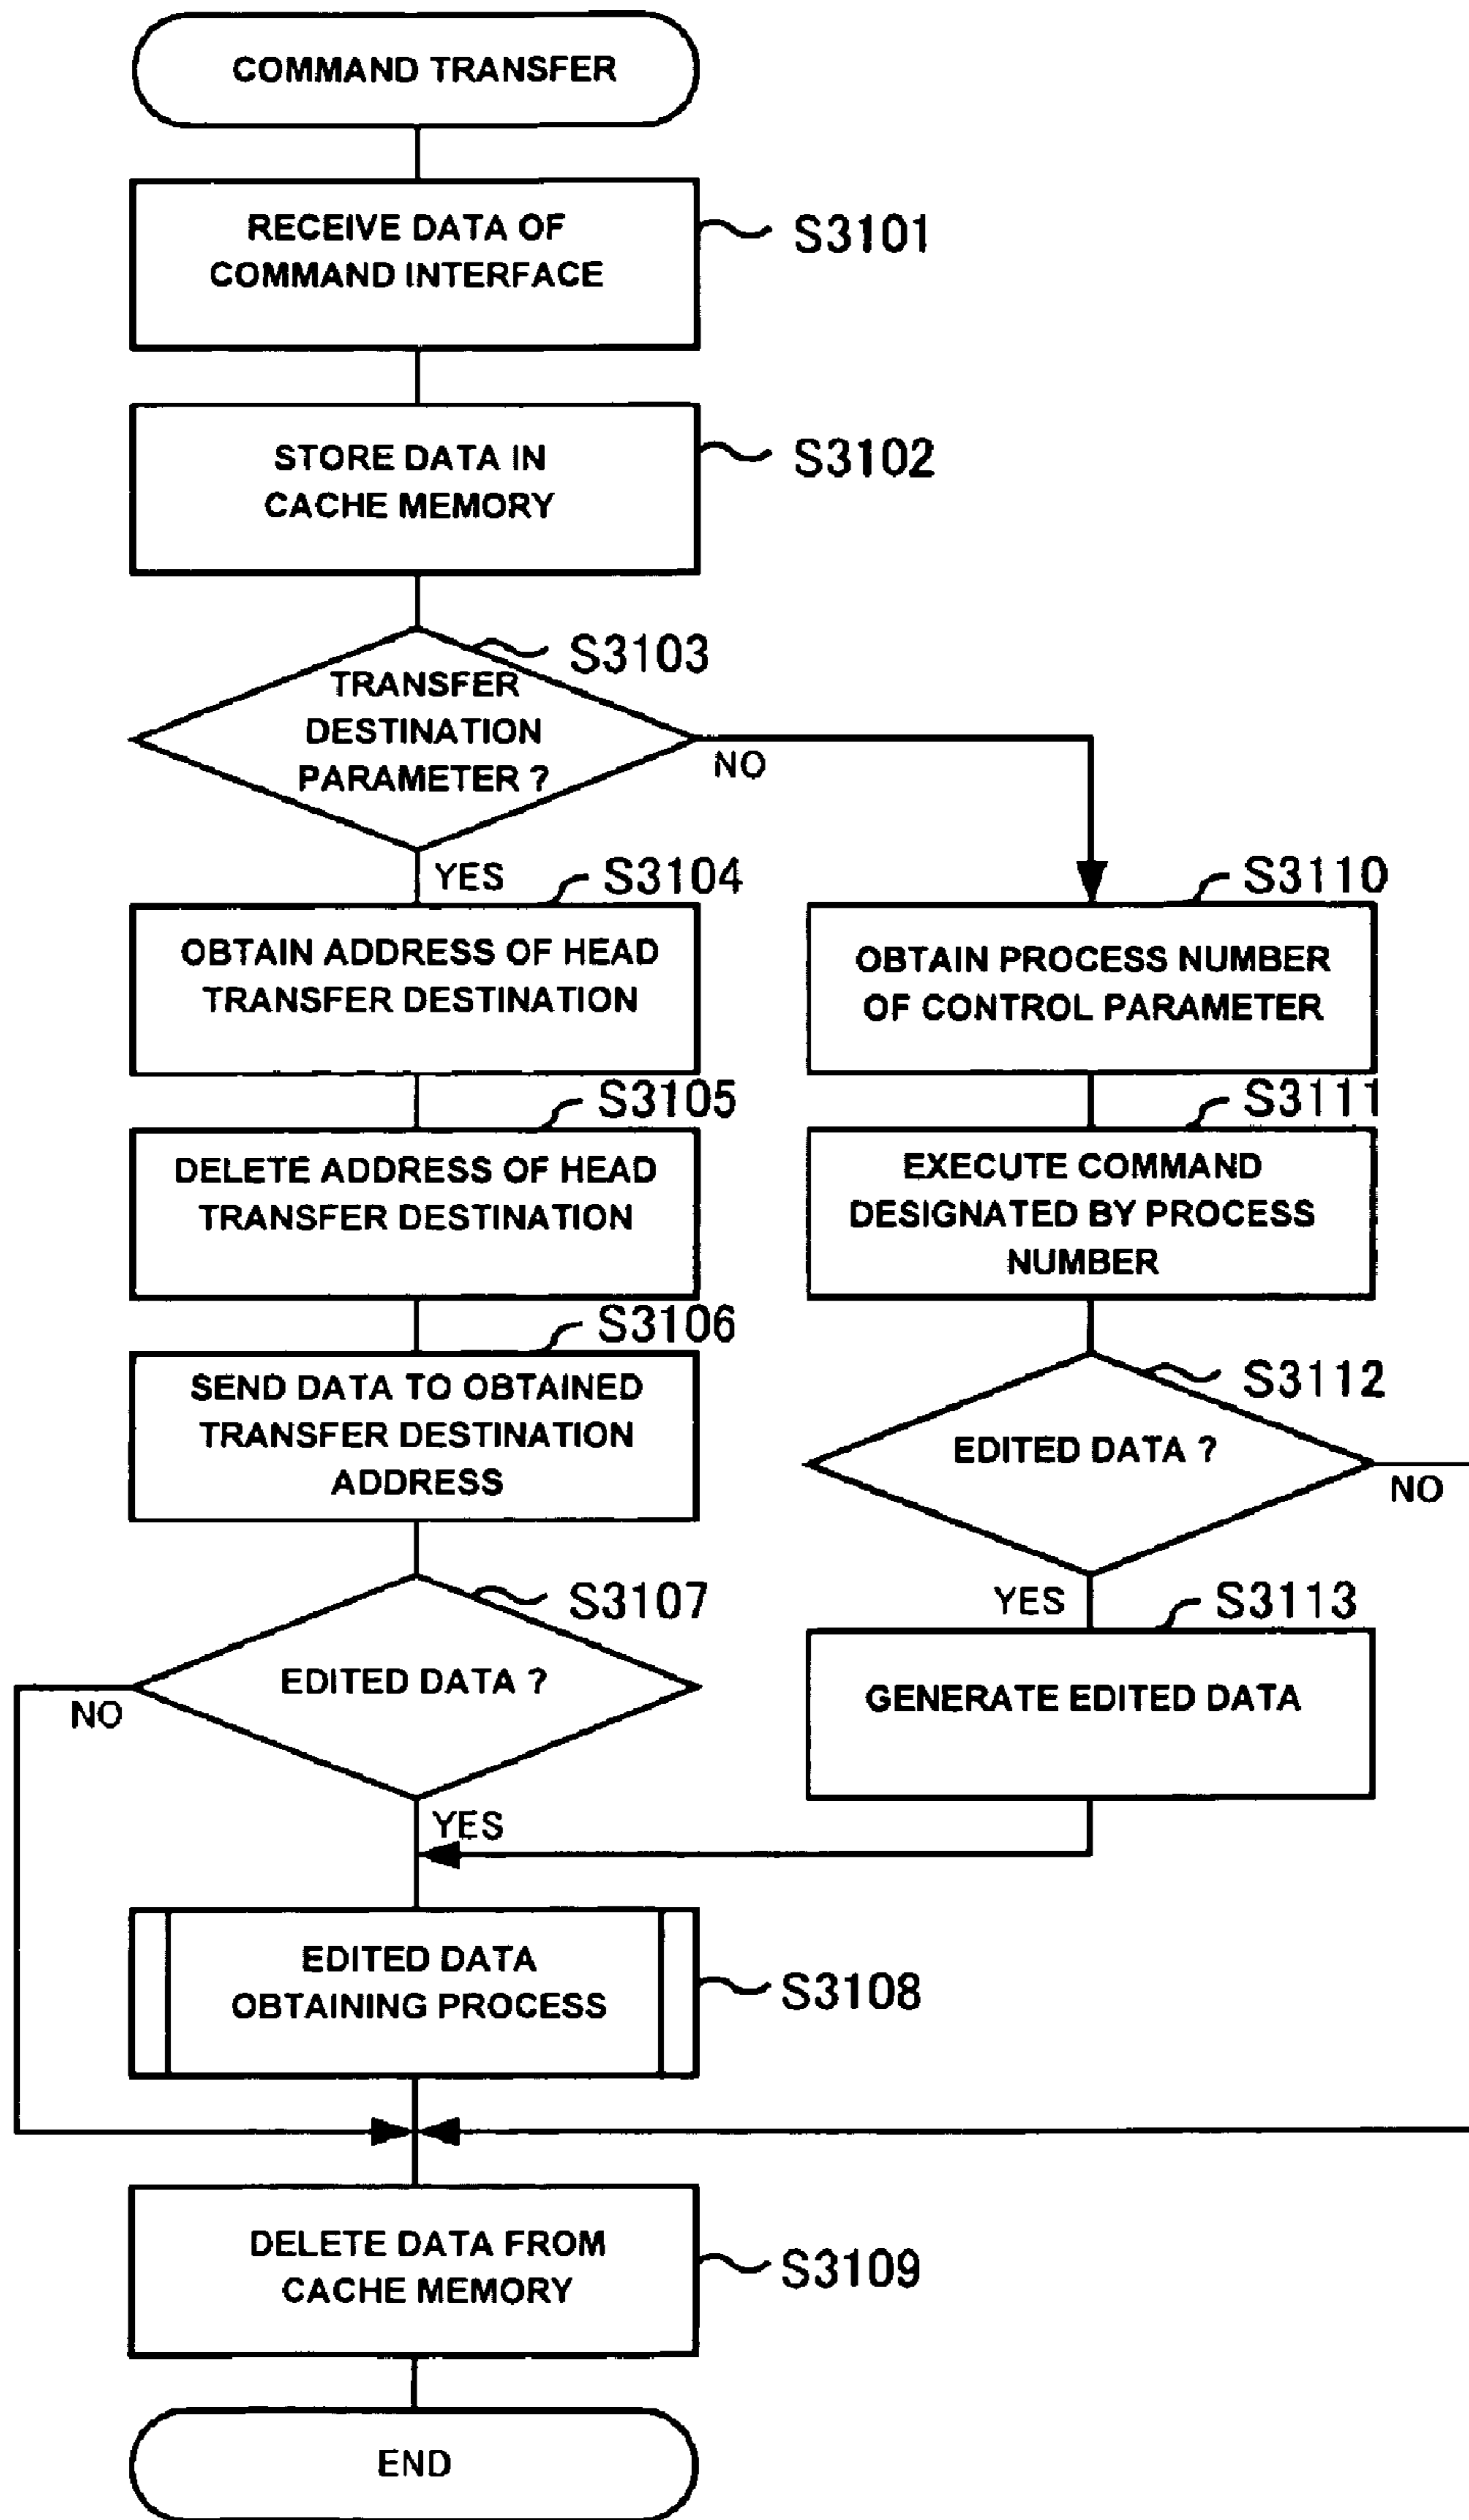 COMMAND TRANSFER
RECEIVE DATA OF
COMMAND INTERFACE
S3101
STORE DATA IN
CACHE MEMORY
S3102
S3103
TRANSFER
DESTINATION
PARAMETER ?
NO
YES
S3104
OBTAIN ADDRESS OF HEAD
TRANSFER DESTINATION
S3105
DELETE ADDRESS OF HEAD
TRANSFER DESTINATION
S3106
SEND DATA TO OBTAINED
TRANSFER DESTINATION
ADDRESS
S3107
EDITED DATA ?
NO
YES
S3110
OBTAIN PROCESS NUMBER
OF CONTROL PARAMETER
S3111
EXECUTE COMMAND
DESIGNATED BY PROCESS
NUMBER
S3112
EDITED DATA ?
NO
YES
S3113
GENERATE EDITED DATA
EDITED DATA
OBTAINING PROCESS
S3108
DELETE DATA FROM
CACHE MEMORY
S3109
END